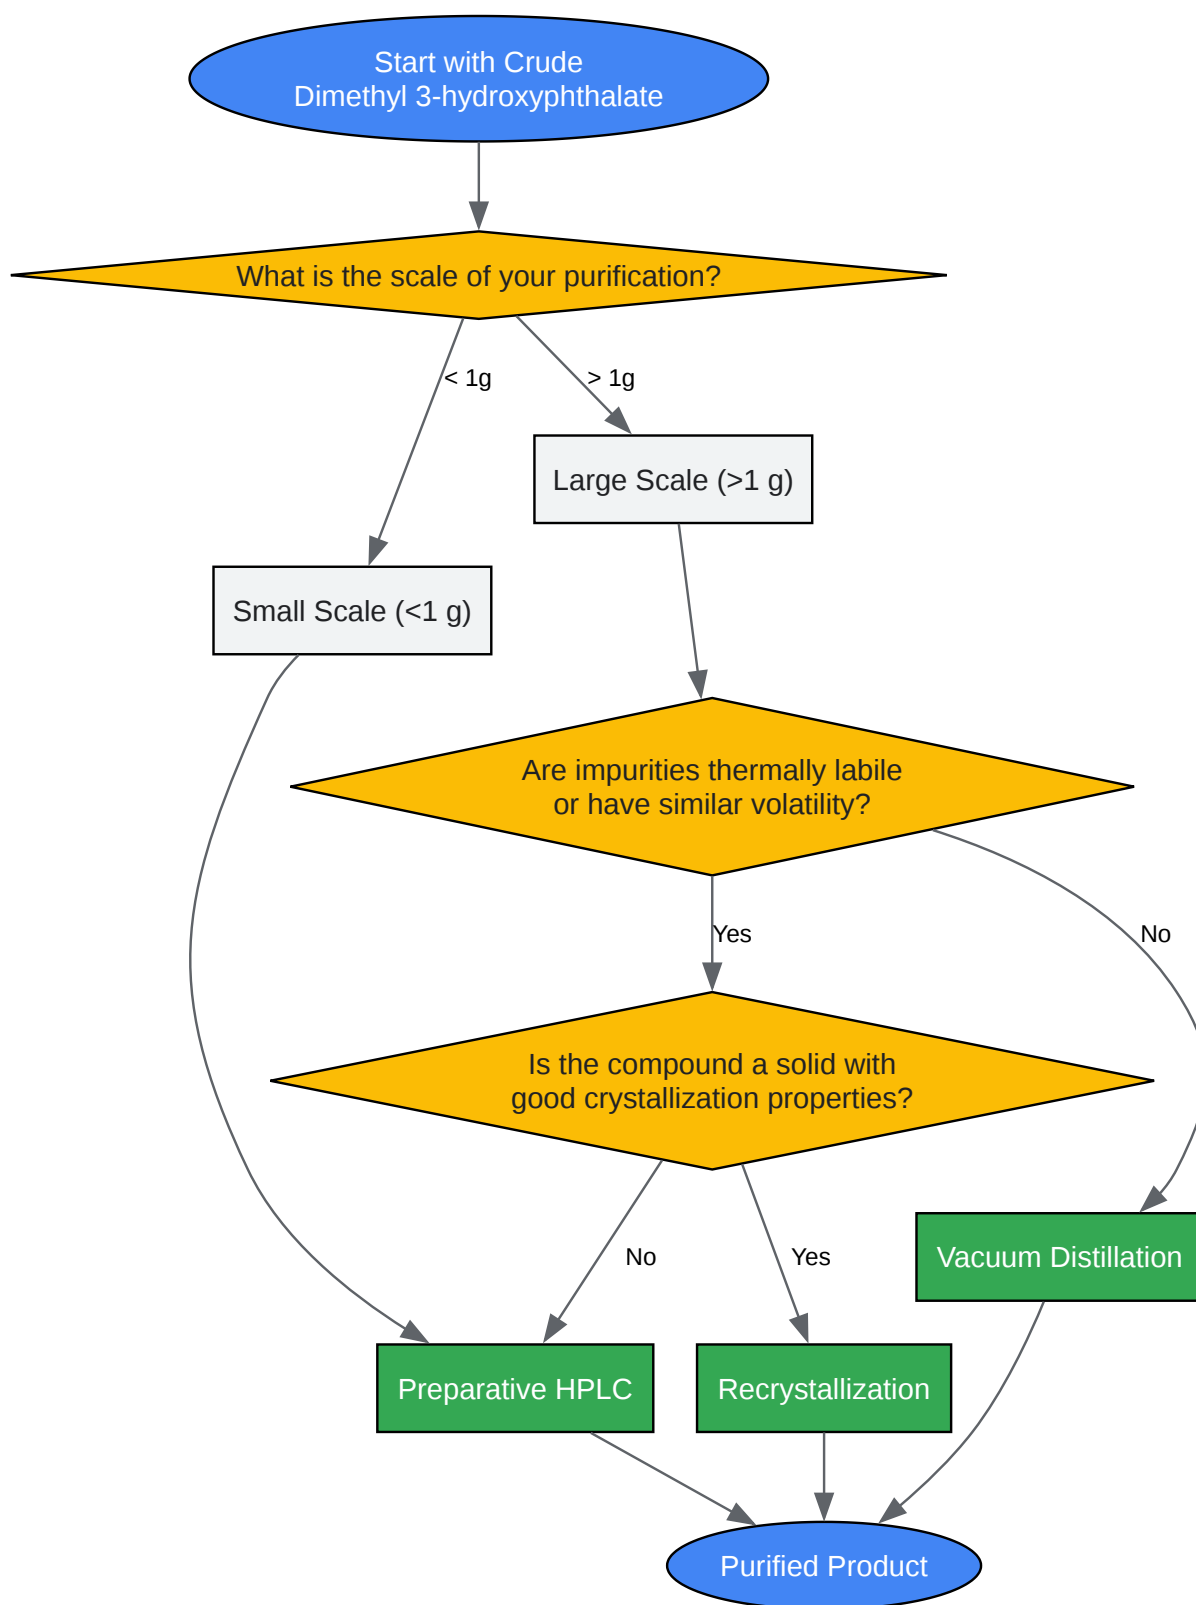 Start with Crude
Dimethyl 3-hydroxyphthalate
What is the scale of your purification?
< 1g
> 1g
Large Scale (>1 g)
Small Scale (<1 g)
Are impurities thermally labile
or have similar volatility?
Yes
No
Is the compound a solid with
good crystallization properties?
No
Yes
Vacuum Distillation
Preparative HPLC
Recrystallization
Purified Product